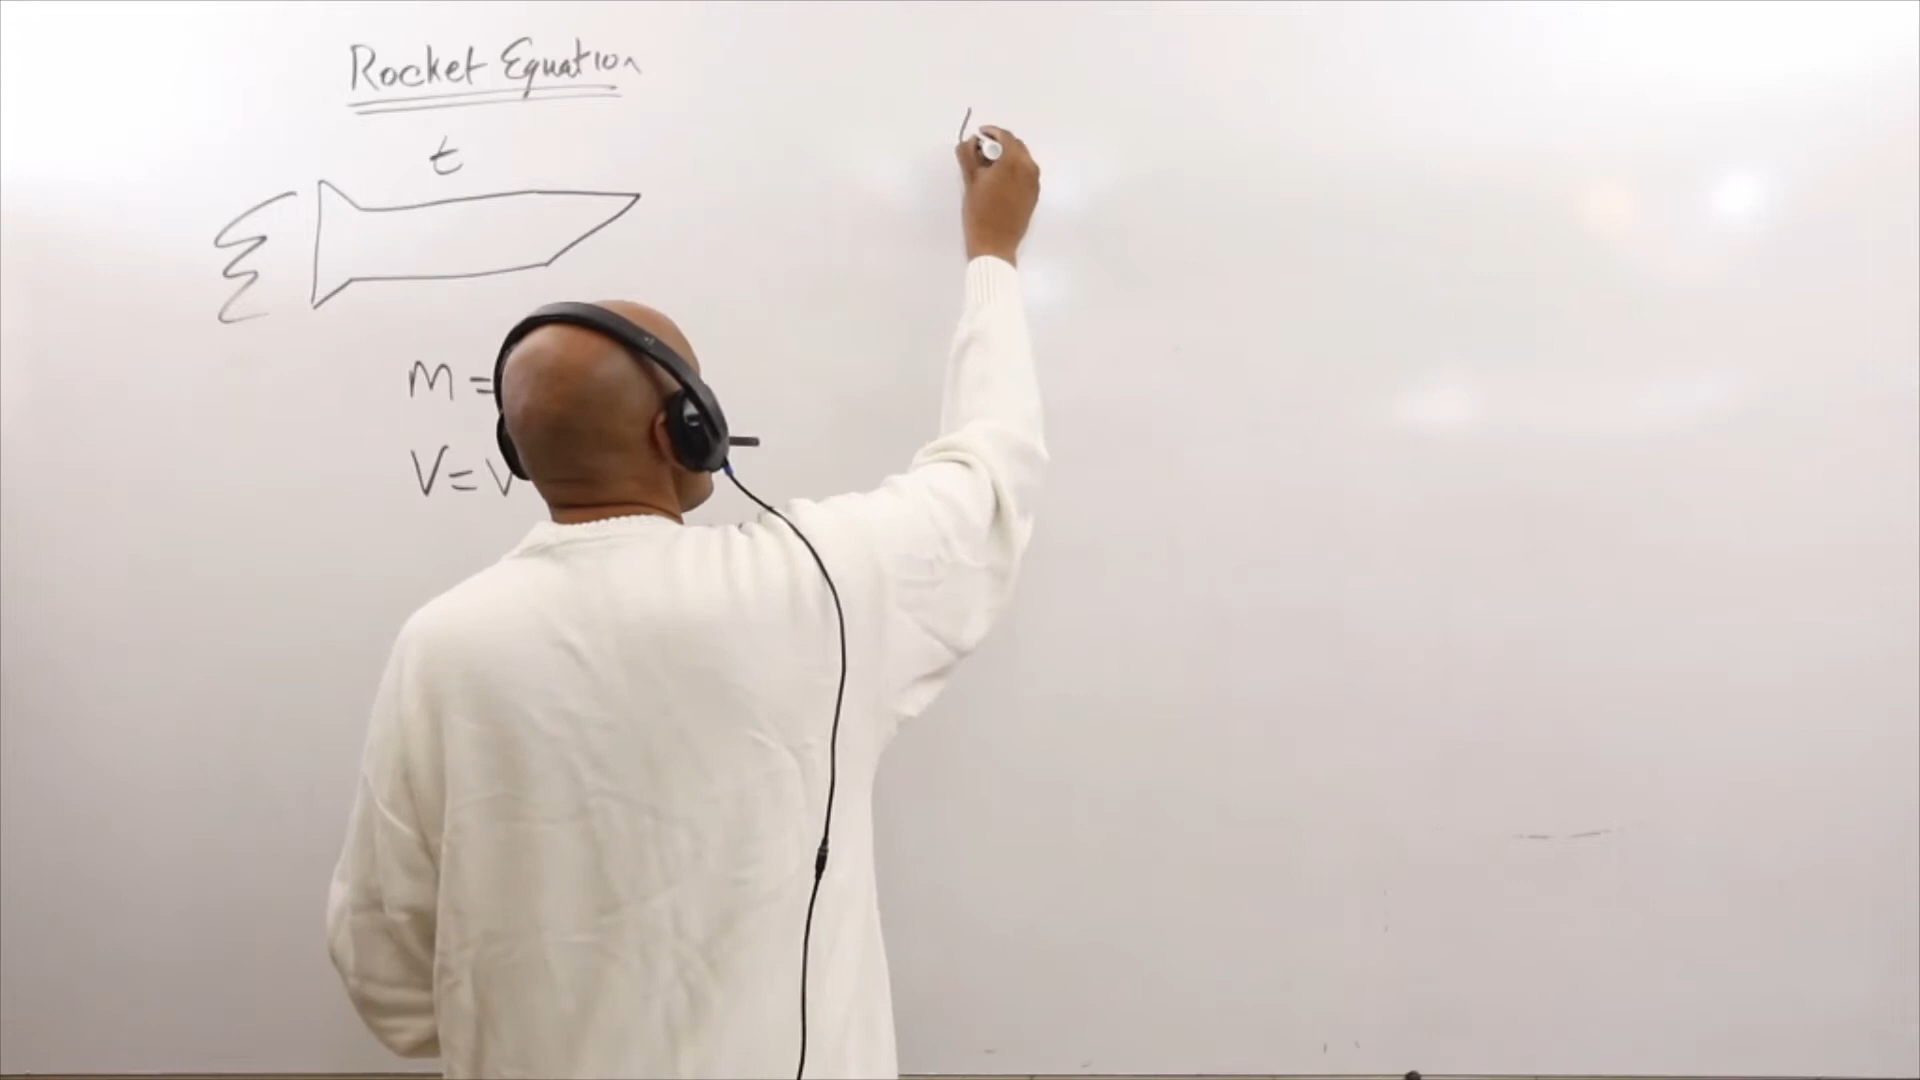 Rocket Equation
t
M =
V = V